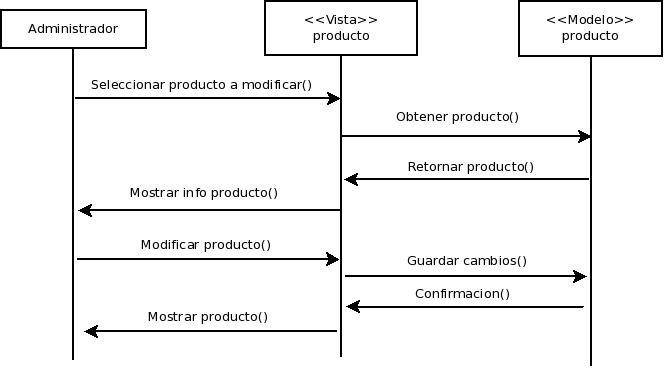 Administrador
<<Vista>>
producto
<<Modelo>>
producto
Seleccionar producto a modificar()
Obtener producto()
Retornar producto()
Mostrar info producto()
Modificar producto()
Guardar cambios()
Confirmacion()
Mostrar producto()